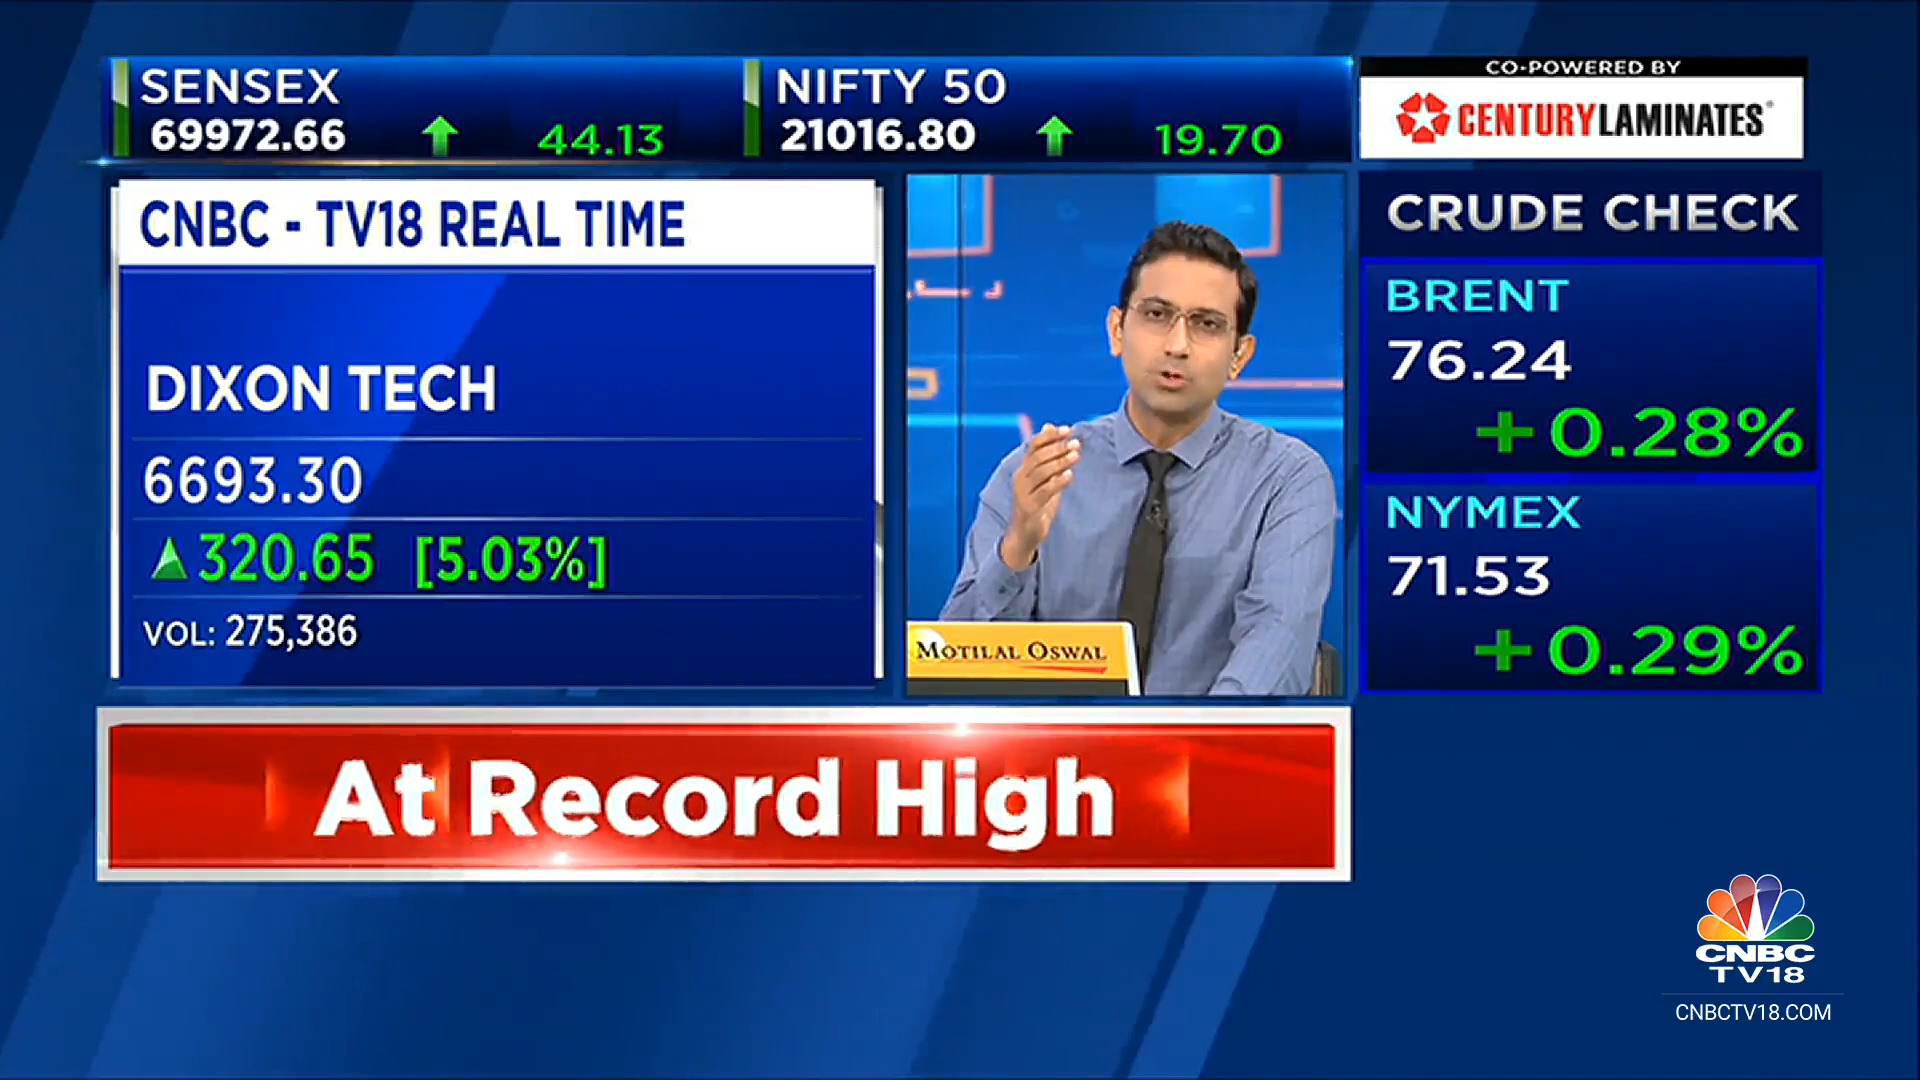 SENSEX
69972.66 44.13
NIFTY 50
21016.80 19.70
CO-POWERED BY
CENTURYLAMINATES
CNBC - TV18 REAL TIME
DIXON TECH
6693.30
▲320.65 [5.03%]
VOL: 275,386
MOTILAL OSWAL
CRUDE CHECK
BRENT
76.24
+0.28%
NYMEX
71.53
+0.29%
At Record High
CNBC
TV18
CNBCTV18.COM